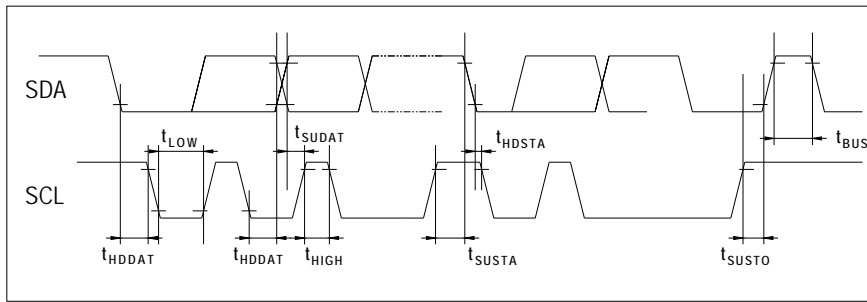 SDA
tLOW
tSUDAT
tHDSTA
tBUS
SCL
tHDDAT
tHDDAT
tHIGH
tSUSTA
tSUSTO